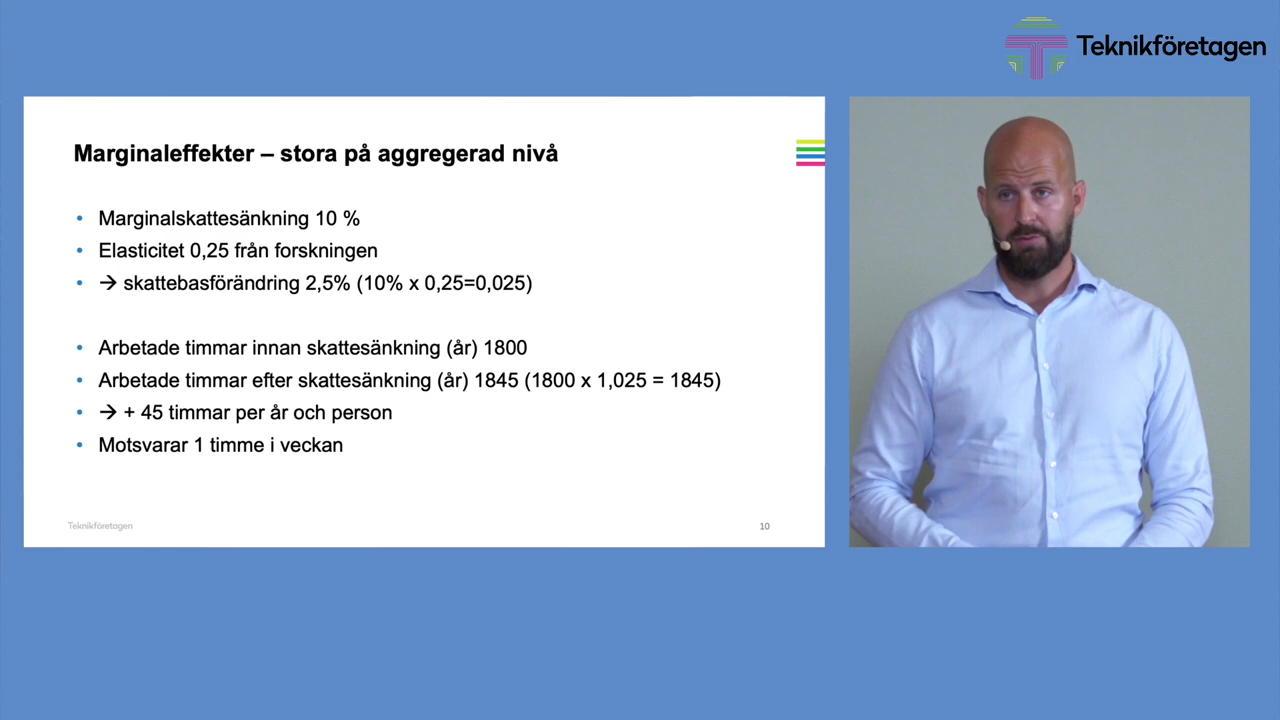 Teknikföretagen
Marginaleffekter – stora på aggregerad nivå
• Marginalskattesänkning 10 %
• Elasticitet 0,25 från forskningen
• → skattebasförändring 2,5% (10% x 0,25=0,025)
• Arbetade timmar innan skattesänkning (år) 1800
• Arbetade timmar efter skattesänkning (år) 1845 (1800 x 1,025 = 1845)
• → + 45 timmar per år och person
• Motsvarar 1 timme i veckan
Teknikföretagen
10